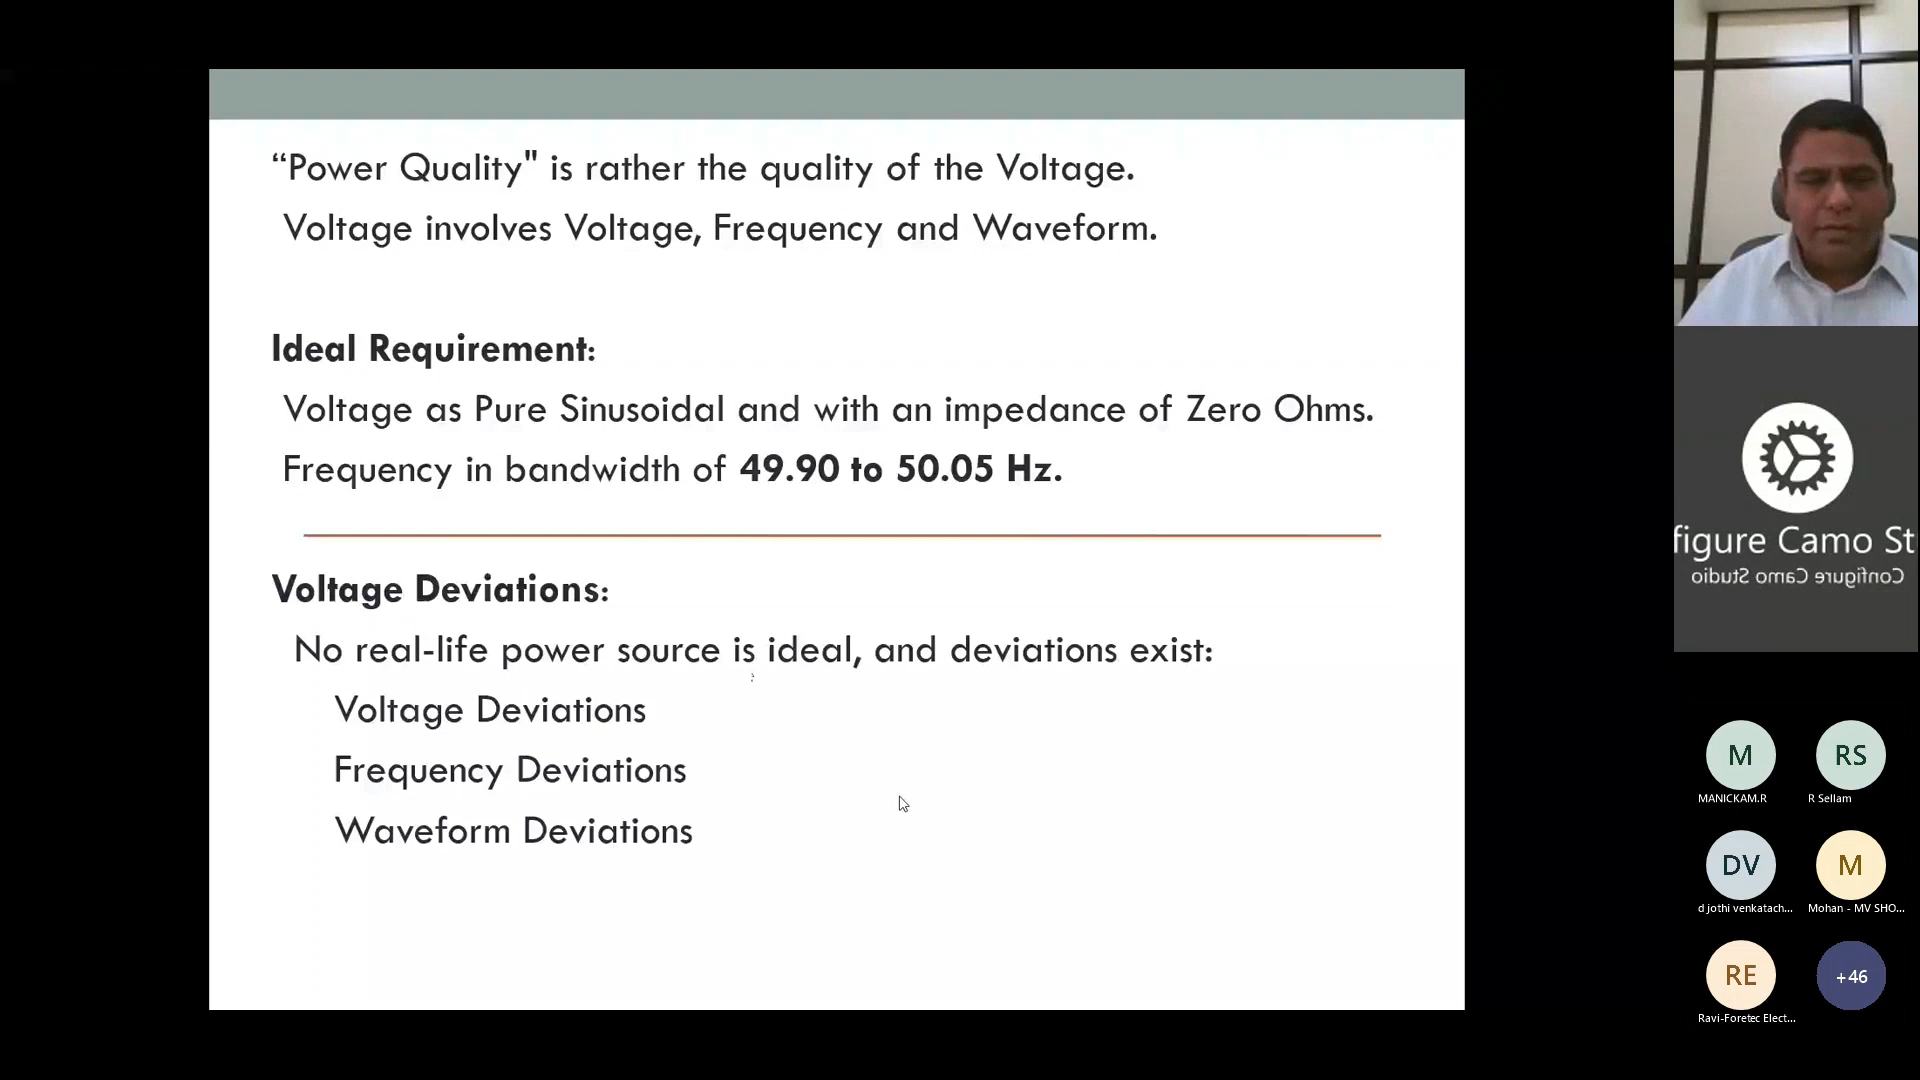 “Power Quality" is rather the quality of the Voltage.
Voltage involves Voltage, Frequency and Waveform.
Ideal Requirement:
Voltage as Pure Sinusoidal and with an impedance of Zero Ohms.
Frequency in bandwidth of 49.90 to 50.05 Hz.
Voltage Deviations:
No real-life power source is ideal, and deviations exist:
Voltage Deviations
Frequency Deviations
Waveform Deviations
figure Camo St
Configure Camo Studio
M
RS
MANICKAM.R
R Sellam
DV
M
d jothi venkatach...
Mohan - MV SHO...
RE
+46
Ravi-Foretec Elect...